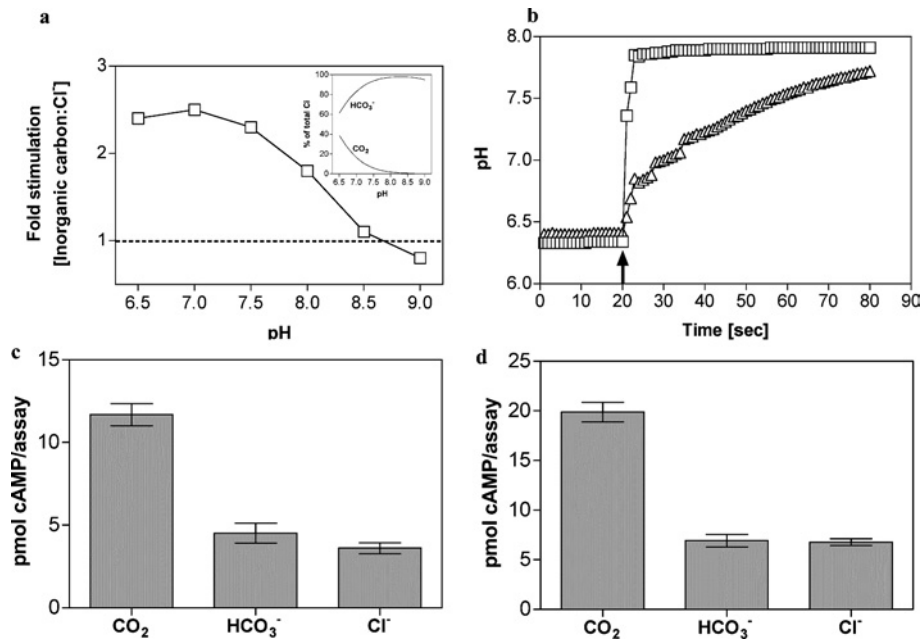 a
Fold stimulation
[Inorganic carbon:Cl⁻]
3
2
1
6.5 7.0 7.5 8.0 8.5 9.0
pH
% of total Ci
100
80
60
40
20
0
HCO₃⁻
CO₂
6.5 7.0 7.5 8.0 8.5 9.0
pH
b
pH
8.0
7.5
7.0
6.5
6.0
0 10 20 30 40 50 60 70 80 90
Time [sec]
c
pmol cAMP/assay
15
10
5
0
CO₂ HCO₃⁻ Cl⁻
d
pmol cAMP/assay
25
20
15
10
5
0
CO₂ HCO₃⁻ Cl⁻